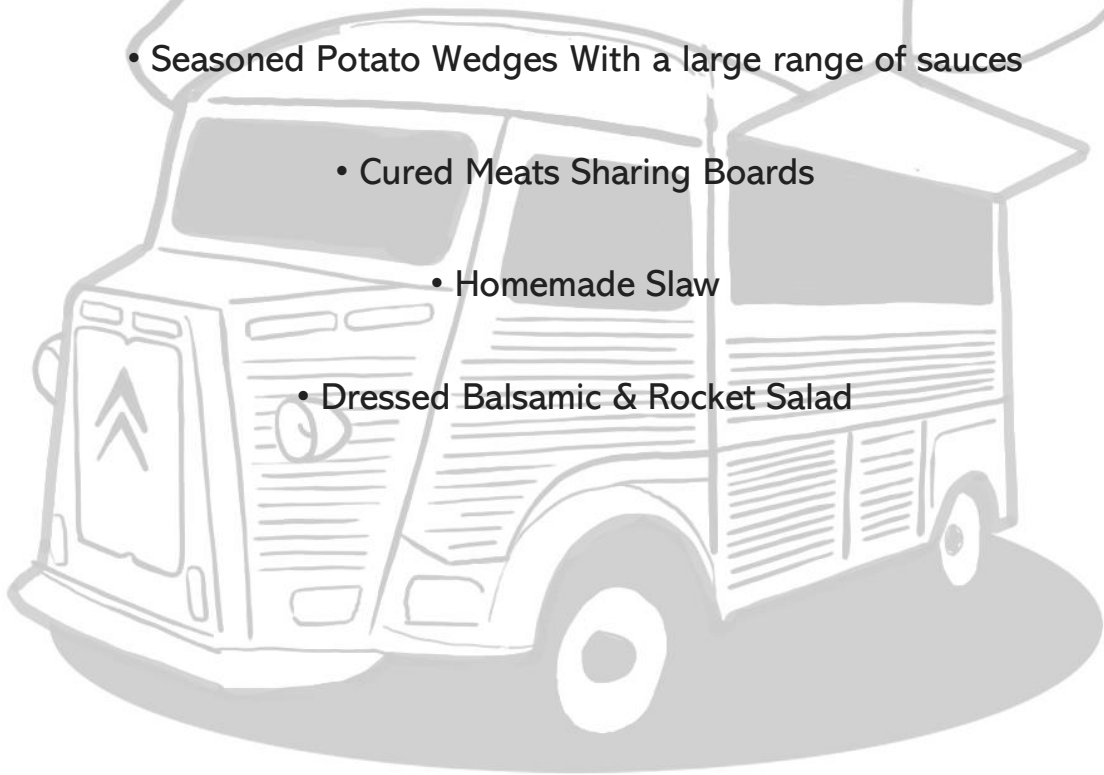 • Seasoned Potato Wedges With a large range of sauces
• Cured Meats Sharing Boards
• Homemade Slaw
• Dressed Balsamic & Rocket Salad